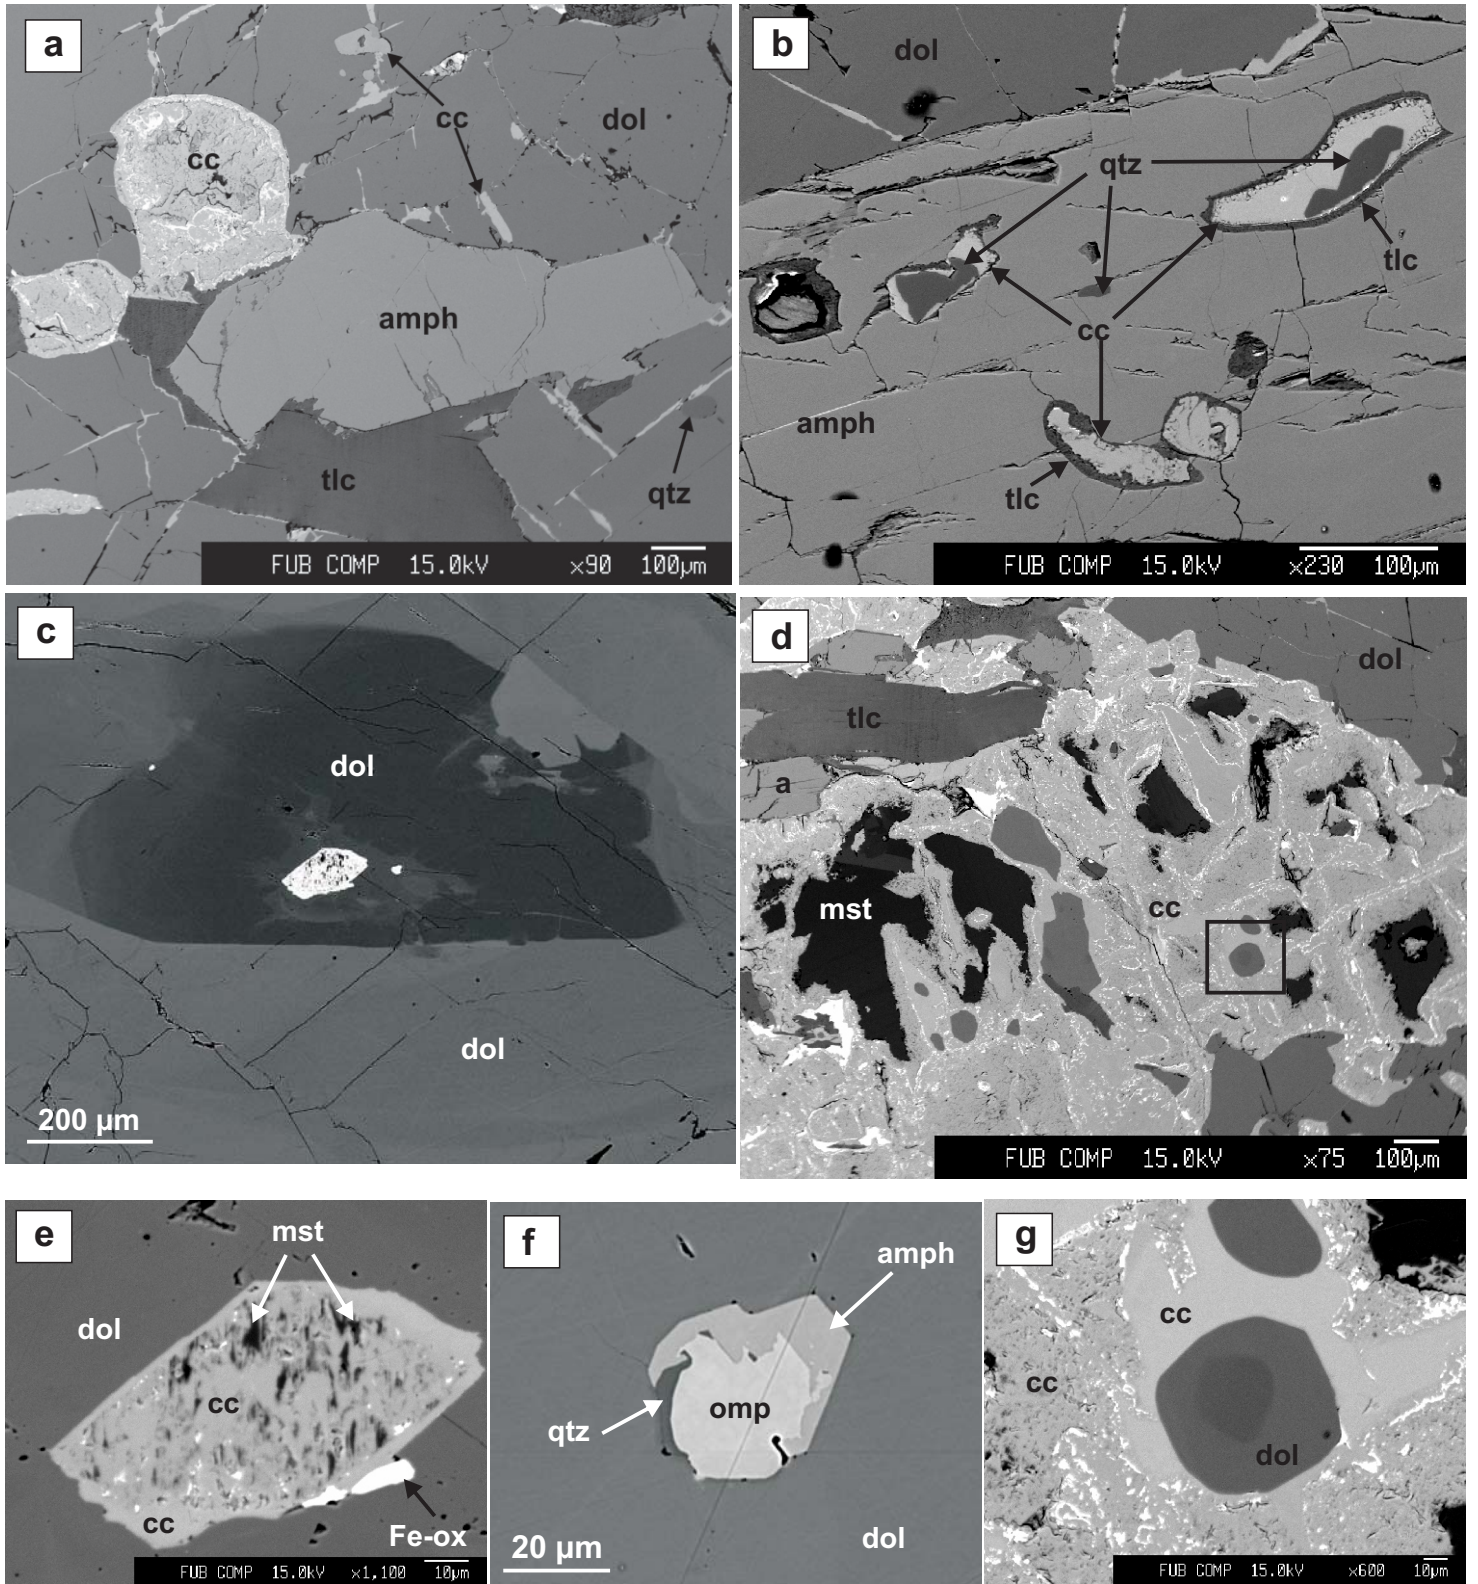 a
cc
dol
cc
amph
tlc
qtz
FUB COMP 15.0kV ×90 100μm
b
dol
qtz
tlc
cc
amph
tlc
FUB COMP 15.0kV ×230 100μm
c
dol
dol
200 μm
d
dol
tlc
a
mst
cc
FUB COMP 15.0kV ×75 100μm
e
mst
dol
cc
cc
Fe-ox
FUB COMP 15.0kV ×1,100 10μm
f
amph
omp
qtz
dol
20 μm
g
cc
cc
dol
FUB COMP 15.0kV ×600 10μm